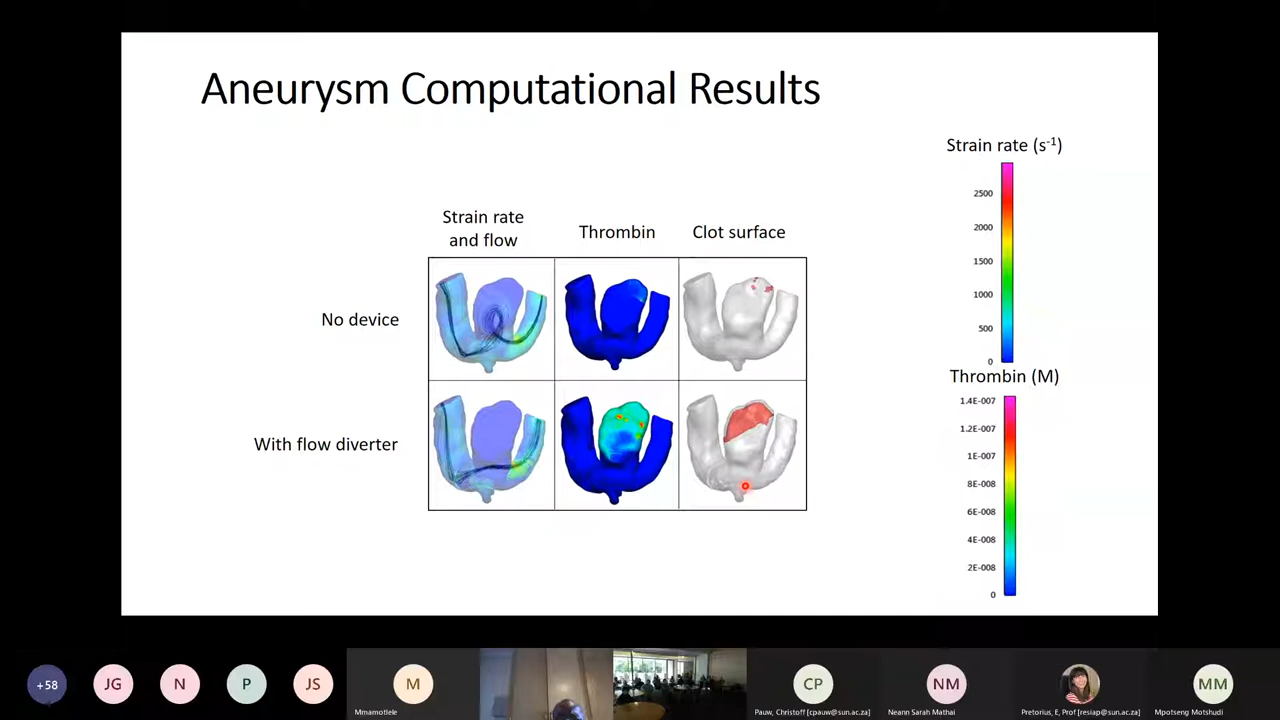 Aneurysm Computational Results
Strain rate (s-1)
2500
2000
1500
1000
500
0
Thrombin (M)
1.4E-007
1.2E-007
1E-007
8E-008
6E-008
4E-008
2E-008
0
Strain rate
and flow
Thrombin
Clot surface
No device
With flow diverter
+58
JG
N
P
JS
M
Mmamotlele
CP
Pauw, Christoff [cpauw@sun.ac.za]
NM
Neann Sarah Mathai
Pretorius, E, Prof [resiap@sun.ac.za]
MM
Mpotseng Motshudi